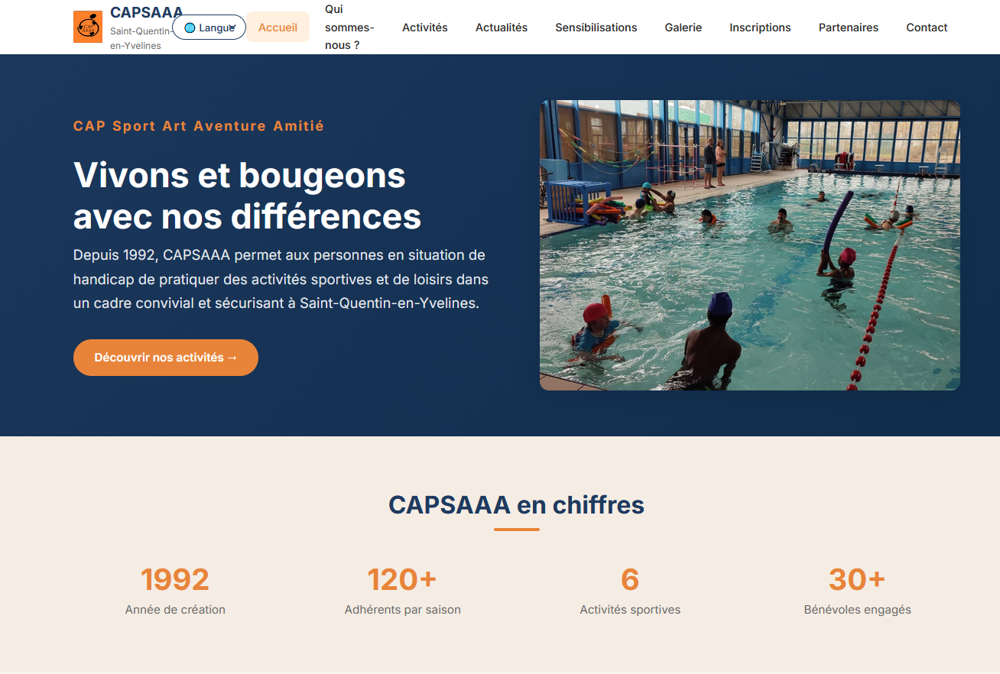 CAP
SAAA
CAPSAAA
Saint-Quentin-
en-Yvelines
🌐 Langue
Accueil
Qui
sommes-
nous ?
Activités
Actualités
Sensibilisations
Galerie
Inscriptions
Partenaires
Contact
CAP Sport Art Aventure Amitié
Vivons et bougeons
avec nos différences
Depuis 1992, CAPSAAA permet aux personnes en situation de
handicap de pratiquer des activités sportives et de loisirs dans
un cadre convivial et sécurisant à Saint-Quentin-en-Yvelines.
Découvrir nos activités →
CAPSAAA en chiffres
1992
Année de création
120+
Adhérents par saison
6
Activités sportives
30+
Bénévoles engagés